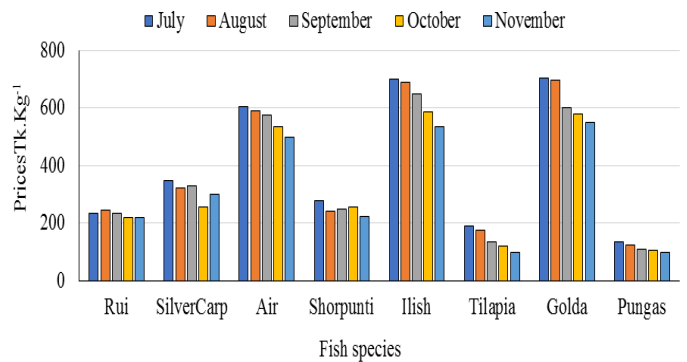 July August September October November
800
600
400
200
0
PricesTk.Kg-1
Rui SilverCarp Air Shorpunti Ilish Tilapia Golda Pungas
Fish species